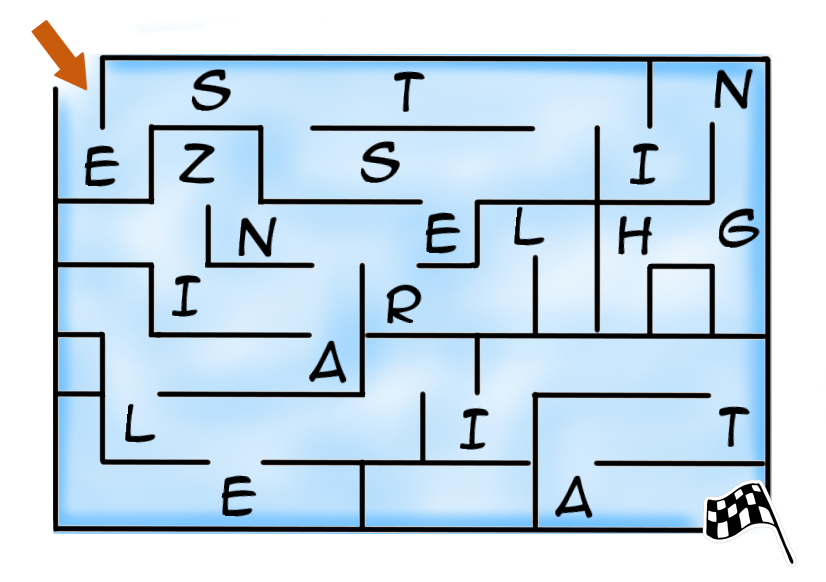 S T N
E Z S I
N E L H G
I R
A
L I T
E A